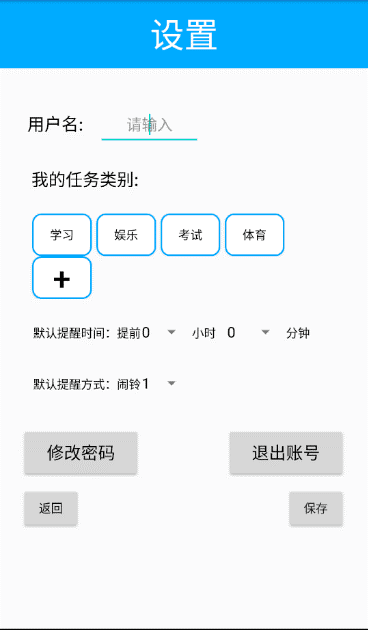 设置
用户名: 请输入
我的任务类别:
学习 娱乐 考试 体育
+
默认提醒时间: 提前0 小时 0 分钟
默认提醒方式: 闹铃1
修改密码 退出账号
返回 保存